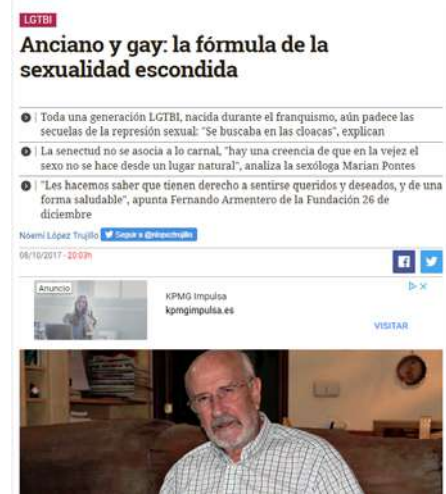 LGTBI
Anciano y gay: la fórmula de la
sexualidad escondida
| Toda una generación LGTBI, nacida durante el franquismo, aún padece las
secuelas de la represión sexual: "Se buscaba en las cloacas", explican
| La senectud no se asocia a lo carnal, "hay una creencia de que en la vejez el
sexo no se hace desde un lugar natural", analiza la sexóloga Marian Pontes
| "Les hacemos saber que tienen derecho a sentirse queridos y deseados, y de una
forma saludable", apunta Fernando Armentero de la Fundación 26 de
diciembre
Noemí López Trujillo Seguir a @nlopeztrujillo
06/10/2017 - 20:03h
Anuncio
KPMG Impulsa
kpmgimpulsa.es
VISITAR